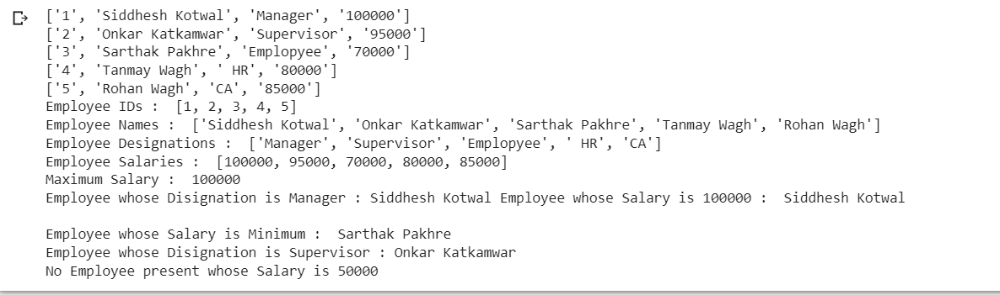 ['1', 'Siddhesh Kotwal', 'Manager', '100000']
['2', 'Onkar Katkamwar', 'Supervisor', '95000']
['3', 'Sarthak Pakhre', 'Emplopyee', '70000']
['4', 'Tanmay Wagh', ' HR', '80000']
['5', 'Rohan Wagh', 'CA', '85000']
Employee IDs :  [1, 2, 3, 4, 5]
Employee Names :  ['Siddhesh Kotwal', 'Onkar Katkamwar', 'Sarthak Pakhre', 'Tanmay Wagh', 'Rohan Wagh']
Employee Designations :  ['Manager', 'Supervisor', 'Emplopyee', ' HR', 'CA']
Employee Salaries :  [100000, 95000, 70000, 80000, 85000]
Maximum Salary :  100000
Employee whose Disignation is Manager : Siddhesh Kotwal Employee whose Salary is 100000 :  Siddhesh Kotwal
Employee whose Salary is Minimum :  Sarthak Pakhre
Employee whose Disignation is Supervisor : Onkar Katkamwar
No Employee present whose Salary is 50000